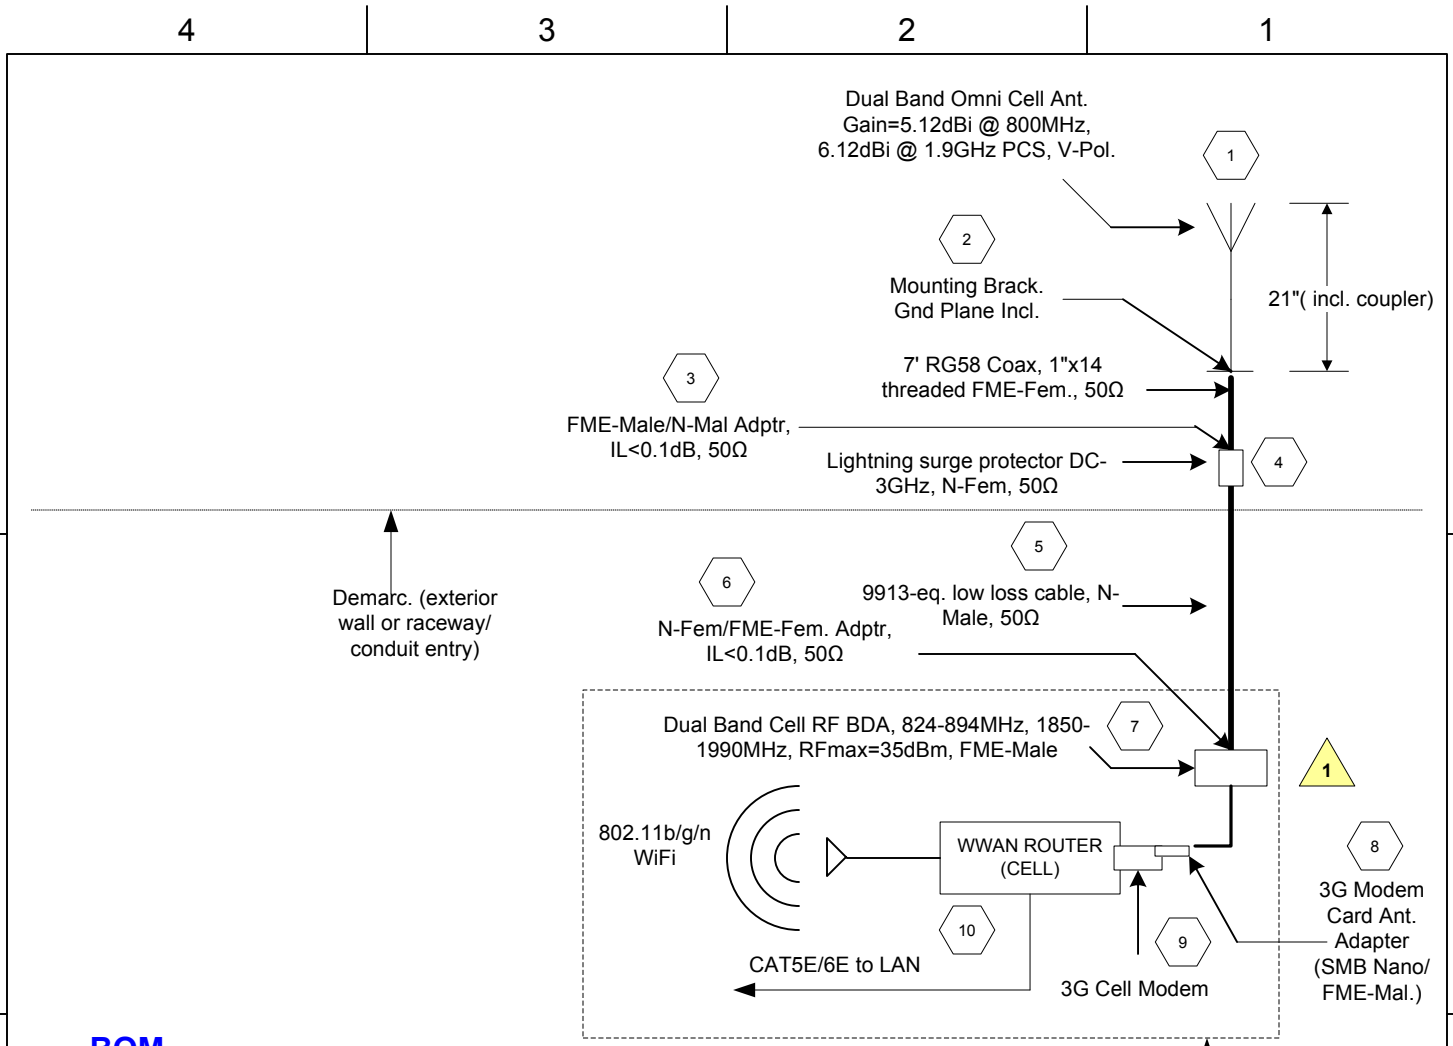 4
3
2
1
Dual Band Omni Cell Ant.
Gain=5.12dBi @ 800MHz,
6.12dBi @ 1.9GHz PCS, V-Pol.
1
2
Mounting Brack.
Gnd Plane Incl.
21"( incl. coupler)
7' RG58 Coax, 1"x14
threaded FME-Fem., 50Ω
3
FME-Male/N-Mal Adptr,
IL<0.1dB, 50Ω
Lightning surge protector DC-
3GHz, N-Fem, 50Ω
4
5
9913-eq. low loss cable, N-
Male, 50Ω
6
N-Fem/FME-Fem. Adptr,
IL<0.1dB, 50Ω
Demarc. (exterior
wall or raceway/
conduit entry)
Dual Band Cell RF BDA, 824-894MHz, 1850-
1990MHz, RFmax=35dBm, FME-Male
7
1
802.11b/g/n
WiFi
WWAN ROUTER
(CELL)
8
3G Modem
Card Ant.
Adapter
(SMB Nano/
FME-Mal.)
10
9
CAT5E/6E to LAN
3G Cell Modem
BOM